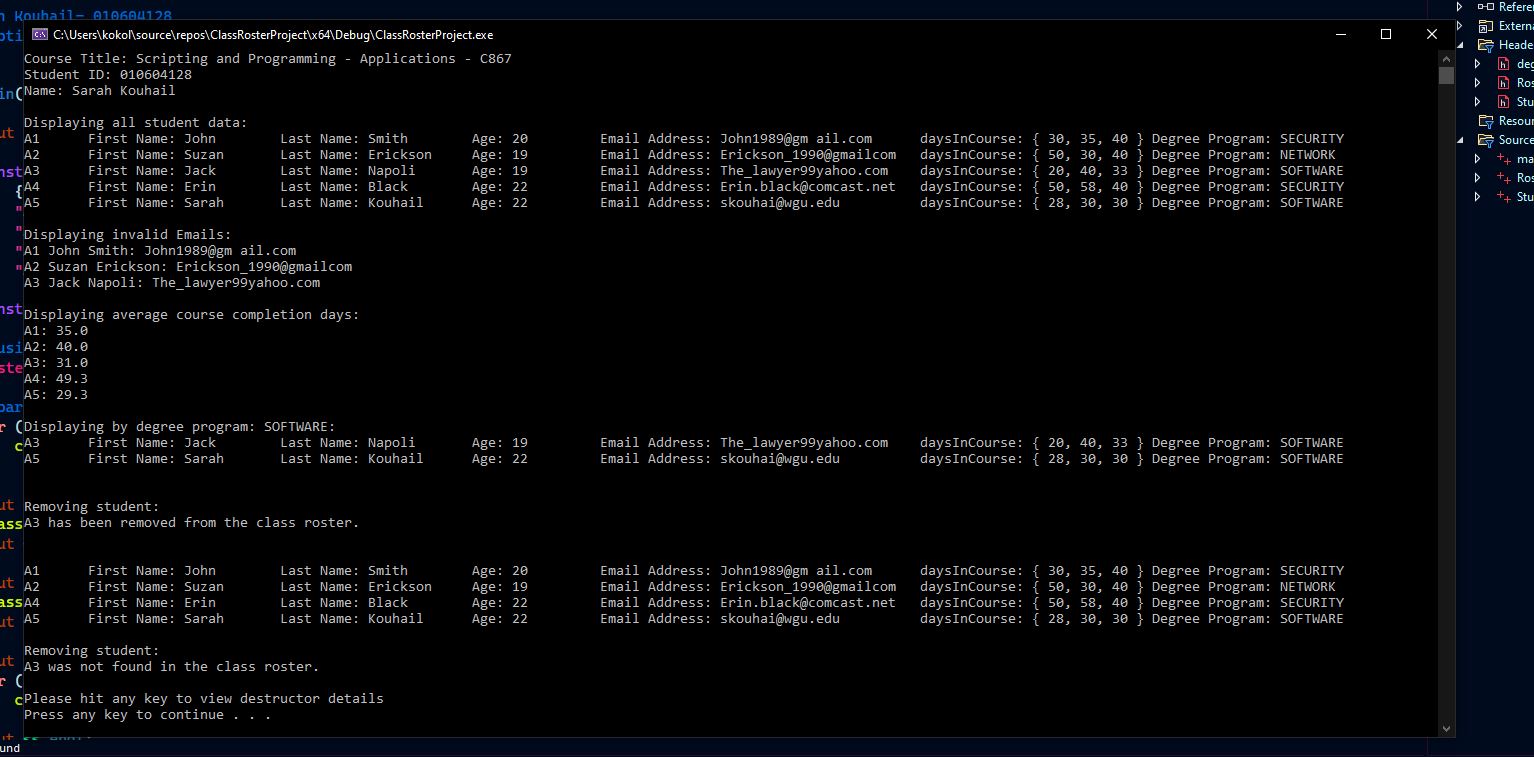 n Kouhail- 010604128
C:\Users\kokol\source\repos\ClassRosterProject\x64\Debug\ClassRosterProject.exe
Course Title: Scripting and Programming - Applications - C867
Student ID: 010604128
Name: Sarah Kouhail
Displaying all student data:
A1 First Name: John Last Name: Smith Age: 20 Email Address: John1989@gm ail.com daysInCourse: { 30, 35, 40 } Degree Program: SECURITY
A2 First Name: Suzan Last Name: Erickson Age: 19 Email Address: Erickson_1990@gmailcom daysInCourse: { 50, 30, 40 } Degree Program: NETWORK
A3 First Name: Jack Last Name: Napoli Age: 19 Email Address: The_lawyer99yahoo.com daysInCourse: { 20, 40, 33 } Degree Program: SOFTWARE
A4 First Name: Erin Last Name: Black Age: 22 Email Address: Erin.black@comcast.net daysInCourse: { 50, 58, 40 } Degree Program: SECURITY
A5 First Name: Sarah Last Name: Kouhail Age: 22 Email Address: skouhai@wgu.edu daysInCourse: { 28, 30, 30 } Degree Program: SOFTWARE
Displaying invalid Emails:
A1 John Smith: John1989@gm ail.com
A2 Suzan Erickson: Erickson_1990@gmailcom
A3 Jack Napoli: The_lawyer99yahoo.com
Displaying average course completion days:
A1: 35.0
A2: 40.0
A3: 31.0
A4: 49.3
A5: 29.3
Displaying by degree program: SOFTWARE:
A3 First Name: Jack Last Name: Napoli Age: 19 Email Address: The_lawyer99yahoo.com daysInCourse: { 20, 40, 33 } Degree Program: SOFTWARE
A5 First Name: Sarah Last Name: Kouhail Age: 22 Email Address: skouhai@wgu.edu daysInCourse: { 28, 30, 30 } Degree Program: SOFTWARE
Removing student:
A3 has been removed from the class roster.
A1 First Name: John Last Name: Smith Age: 20 Email Address: John1989@gm ail.com daysInCourse: { 30, 35, 40 } Degree Program: SECURITY
A2 First Name: Suzan Last Name: Erickson Age: 19 Email Address: Erickson_1990@gmailcom daysInCourse: { 50, 30, 40 } Degree Program: NETWORK
A4 First Name: Erin Last Name: Black Age: 22 Email Address: Erin.black@comcast.net daysInCourse: { 50, 58, 40 } Degree Program: SECURITY
A5 First Name: Sarah Last Name: Kouhail Age: 22 Email Address: skouhai@wgu.edu daysInCourse: { 28, 30, 30 } Degree Program: SOFTWARE
Removing student:
A3 was not found in the class roster.
Please hit any key to view destructor details
Press any key to continue . . .
Refere
Externa
Heade
deg
Ros
Stu
Resour
Source
ma
Ros
Stu
und